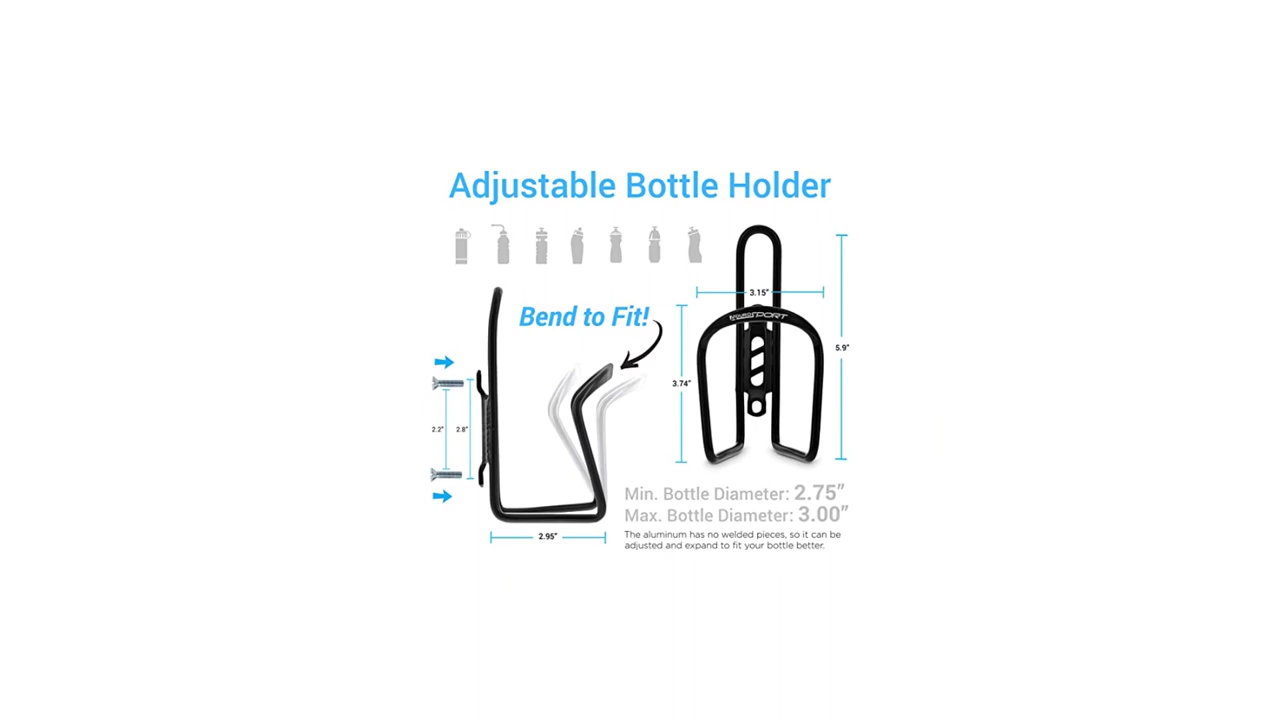 Adjustable Bottle Holder
Bend to Fit!
3.15”
SPORT
5.9”
3.74”
2.2”
2.8”
2.95”
Min. Bottle Diameter: 2.75”
Max. Bottle Diameter: 3.00”
The aluminum has no welded pieces, so it can be
adjusted and expand to fit your bottle better.